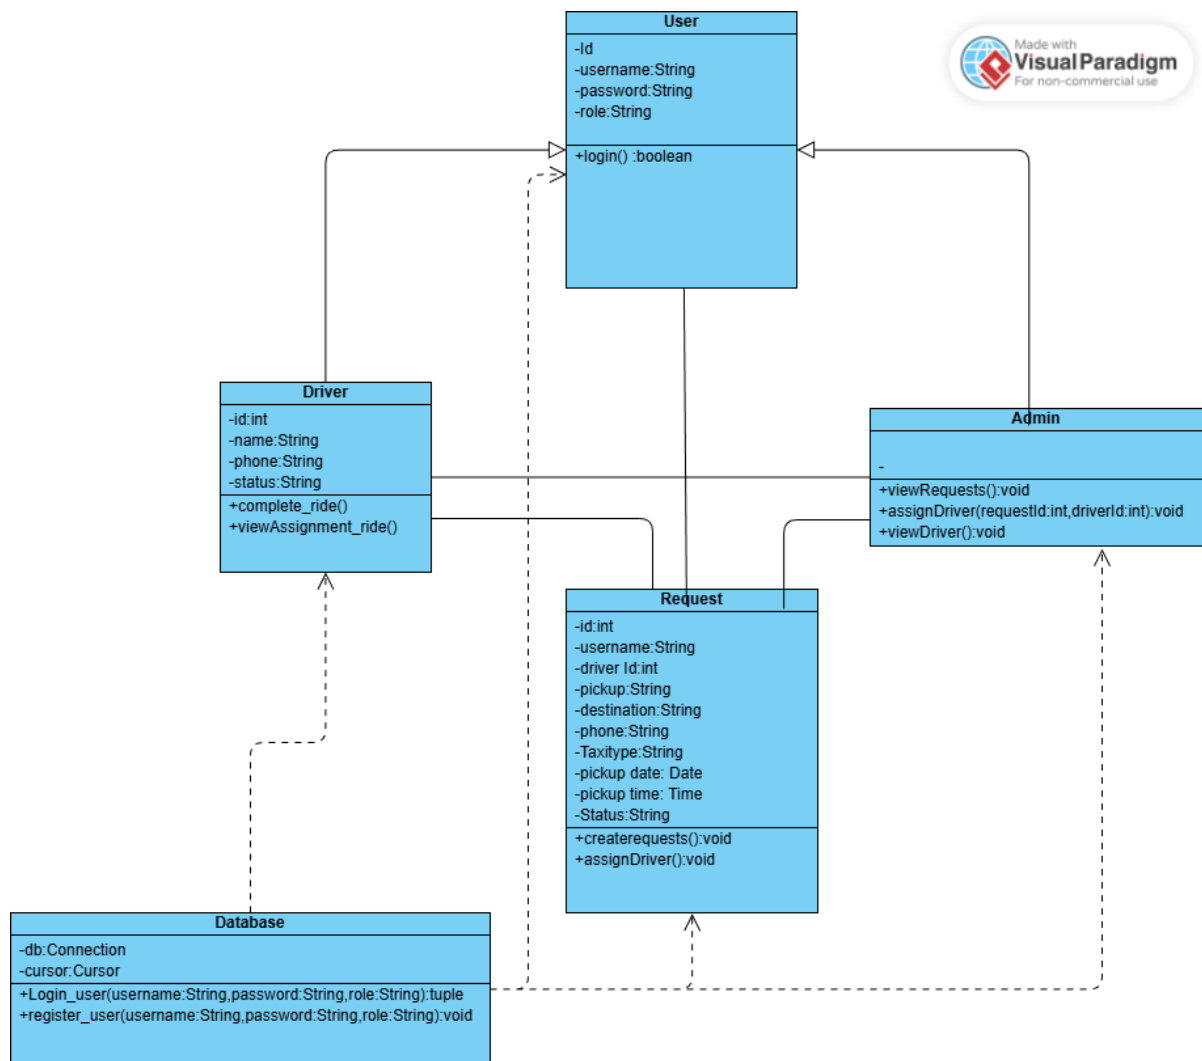 User
-Id
-username:String
-password:String
-role:String
+login() :boolean
Made with
VisualParadigm
For non-commercial use
Driver
-id:int
-name:String
-phone:String
-status:String
+complete_ride()
+viewAssignment_ride()
Admin
-
+viewRequests():void
+assignDriver(requestId:int,driverId:int):void
+viewDriver():void
Request
-id:int
-username:String
-driver Id:int
-pickup:String
-destination:String
-phone:String
-Taxitype:String
-pickup date: Date
-pickup time: Time
-Status:String
+createrequests():void
+assignDriver():void
Database
-db:Connection
-cursor:Cursor
+Login_user(username:String,password:String,role:String):tuple
+register_user(username:String,password:String,role:String):void